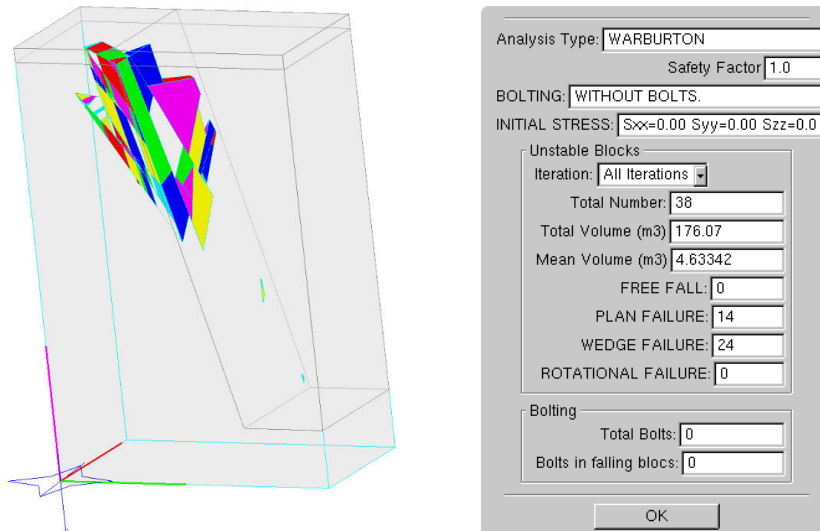 Analysis Type: WARBURTON
Safety Factor 1.0
BOLTING: WITHOUT BOLTS.
INITIAL STRESS: Sxx=0.00 Syy=0.00 Szz=0.0
Unstable Blocks
Iteration: All Iterations
Total Number: 38
Total Volume (m3) 176.07
Mean Volume (m3) 4.63342
FREE FALL: 0
PLAN FAILURE: 14
WEDGE FAILURE: 24
ROTATIONAL FAILURE: 0
Bolting
Total Bolts: 0
Bolts in falling blocs: 0
OK